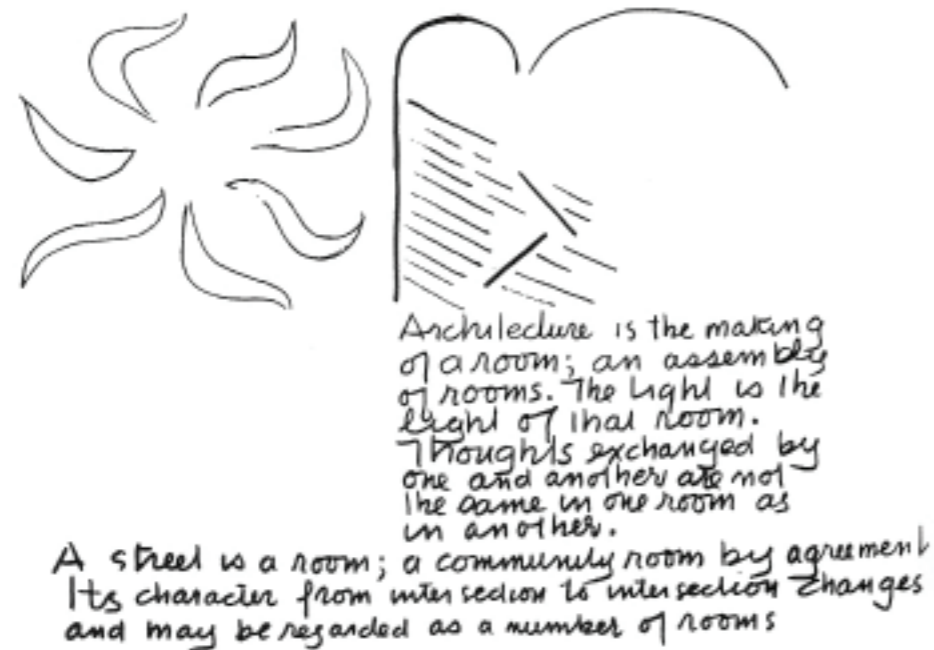 Architecture is the making
of a room; an assembly
of rooms. The light is the
light of that room.
Thoughts exchanged by
one and another are not
the same in one room as
in another.
A street is a room; a community room by agreement
Its character from intersection to intersection changes
and may be regarded as a number of rooms